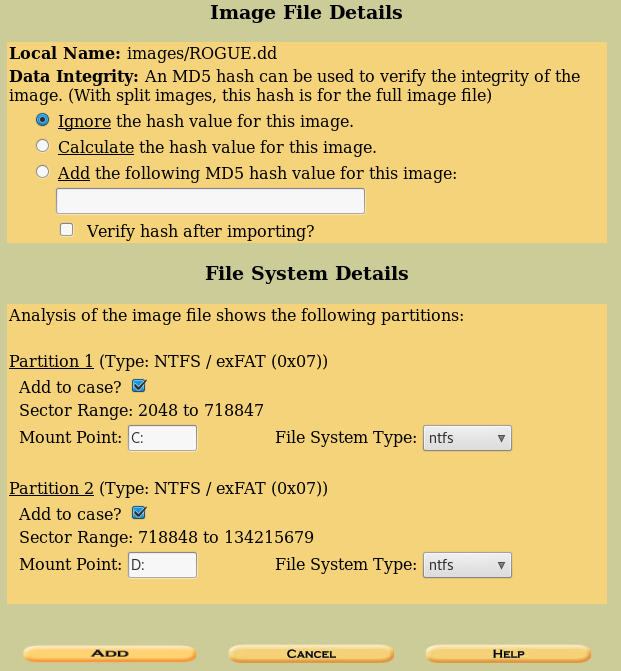 Image File Details
Local Name: images/ROGUE.dd
Data Integrity: An MD5 hash can be used to verify the integrity of the
image. (With split images, this hash is for the full image file)
Ignore the hash value for this image.
Calculate the hash value for this image.
Add the following MD5 hash value for this image:
Verify hash after importing?
File System Details
Analysis of the image file shows the following partitions:
Partition 1 (Type: NTFS / exFAT (0x07))
Add to case?
Sector Range: 2048 to 718847
Mount Point: C: File System Type: ntfs
Partition 2 (Type: NTFS / exFAT (0x07))
Add to case?
Sector Range: 718848 to 134215679
Mount Point: D: File System Type: ntfs
ADD CANCEL HELP